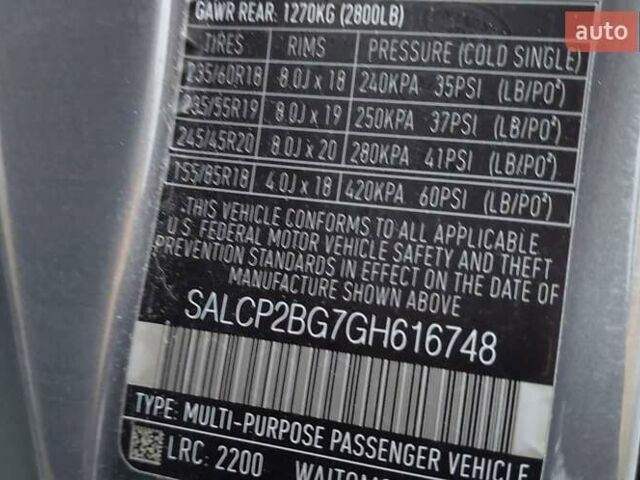 GAWR REAR: 1270KG (2800LB)
auto
TIRES RIMS PRESSURE (COLD SINGLE)
235/60R18 8.0J x 18 240KPA 35PSI (LB/PO²)
235/55R19 8.0J x 19 250KPA 37PSI (LB/PO²)
245/45R20 8.0J x 20 280KPA 41PSI (LB/PO²)
155/85R18 4.0J x 18 420KPA 60PSI (LB/PO²)
THIS VEHICLE CONFORMS TO ALL APPLICABLE
U.S. FEDERAL MOTOR VEHICLE SAFETY AND THEFT
PREVENTION STANDARDS IN EFFECT ON THE DATE OF
MANUFACTURE SHOWN ABOVE
SALCP2BG7GH616748
TYPE: MULTI-PURPOSE PASSENGER VEHICLE
LRC: 2200